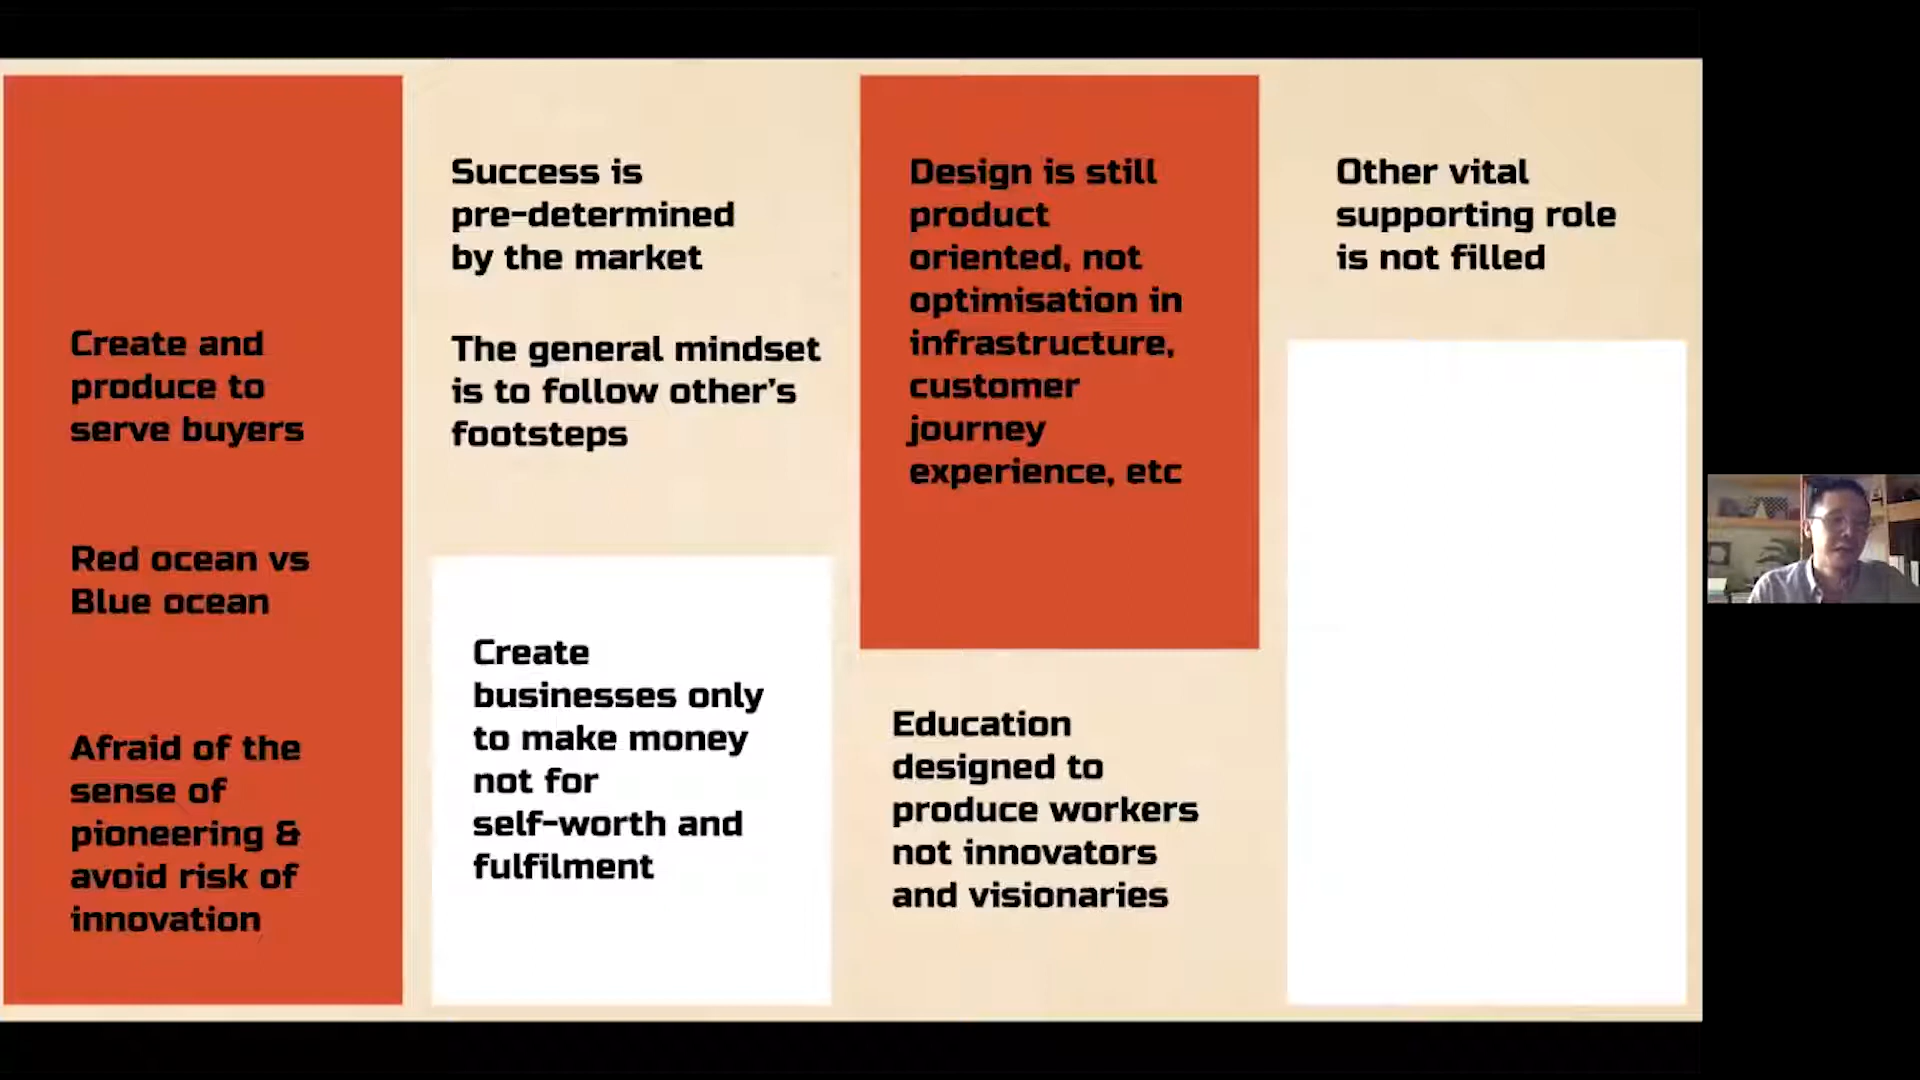 Create and
produce to
serve buyers
Red ocean vs
Blue ocean
Afraid of the
sense of
pioneering &
avoid risk of
innovation
Success is
pre-determined
by the market
The general mindset
is to follow other's
footsteps
Create
businesses only
to make money
not for
self-worth and
fulfilment
Design is still
product
oriented, not
optimisation in
infrastructure,
customer
journey
experience, etc
Education
designed to
produce workers
not innovators
and visionaries
Other vital
supporting role
is not filled